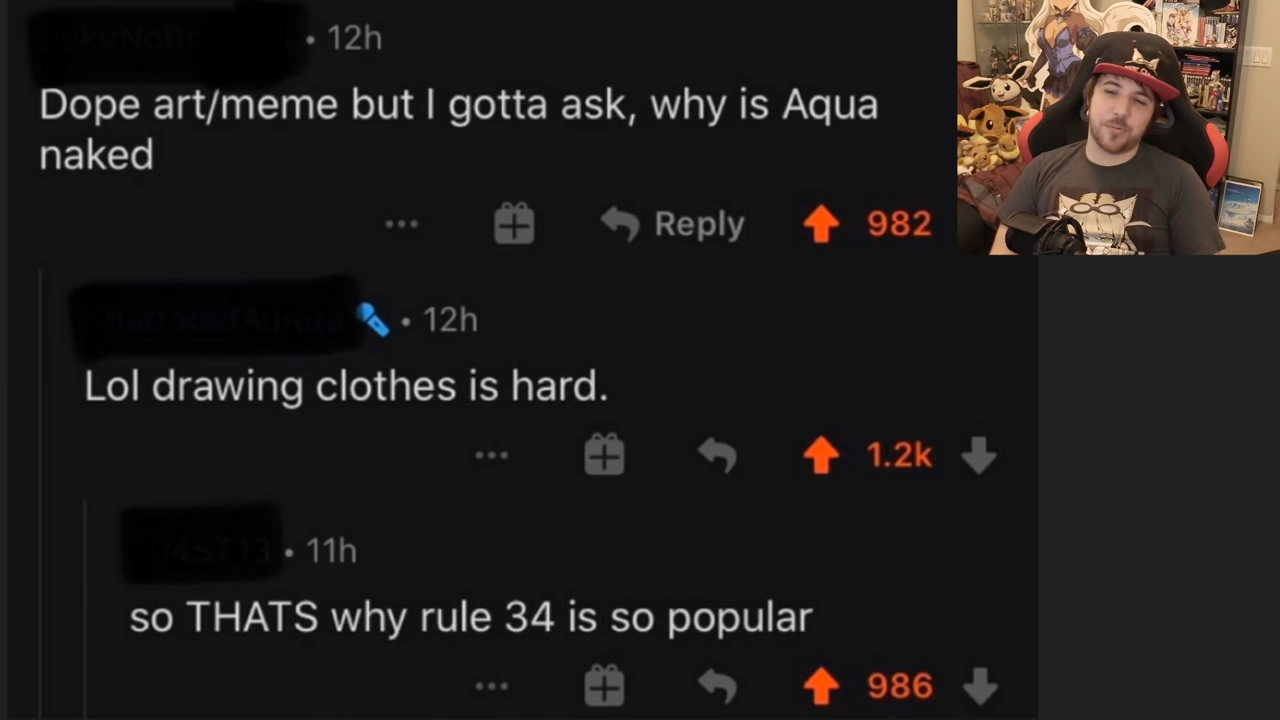 • 12h
Dope art/meme but I gotta ask, why is Aqua
naked
Reply 982
• 12h
Lol drawing clothes is hard.
1.2k
• 11h
so THATS why rule 34 is so popular
986